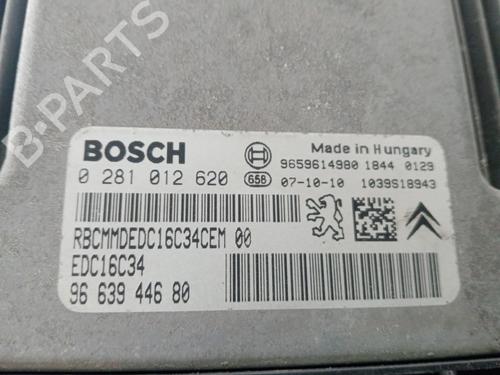 B-PARTS
BOSCH
Made in Hungary
9659614980 1844 0129
0 281 012 620 658 07-10-10 1039S18943
RBCMMDEDC16C34CEM 00
EDC16C34
96 639 446 80